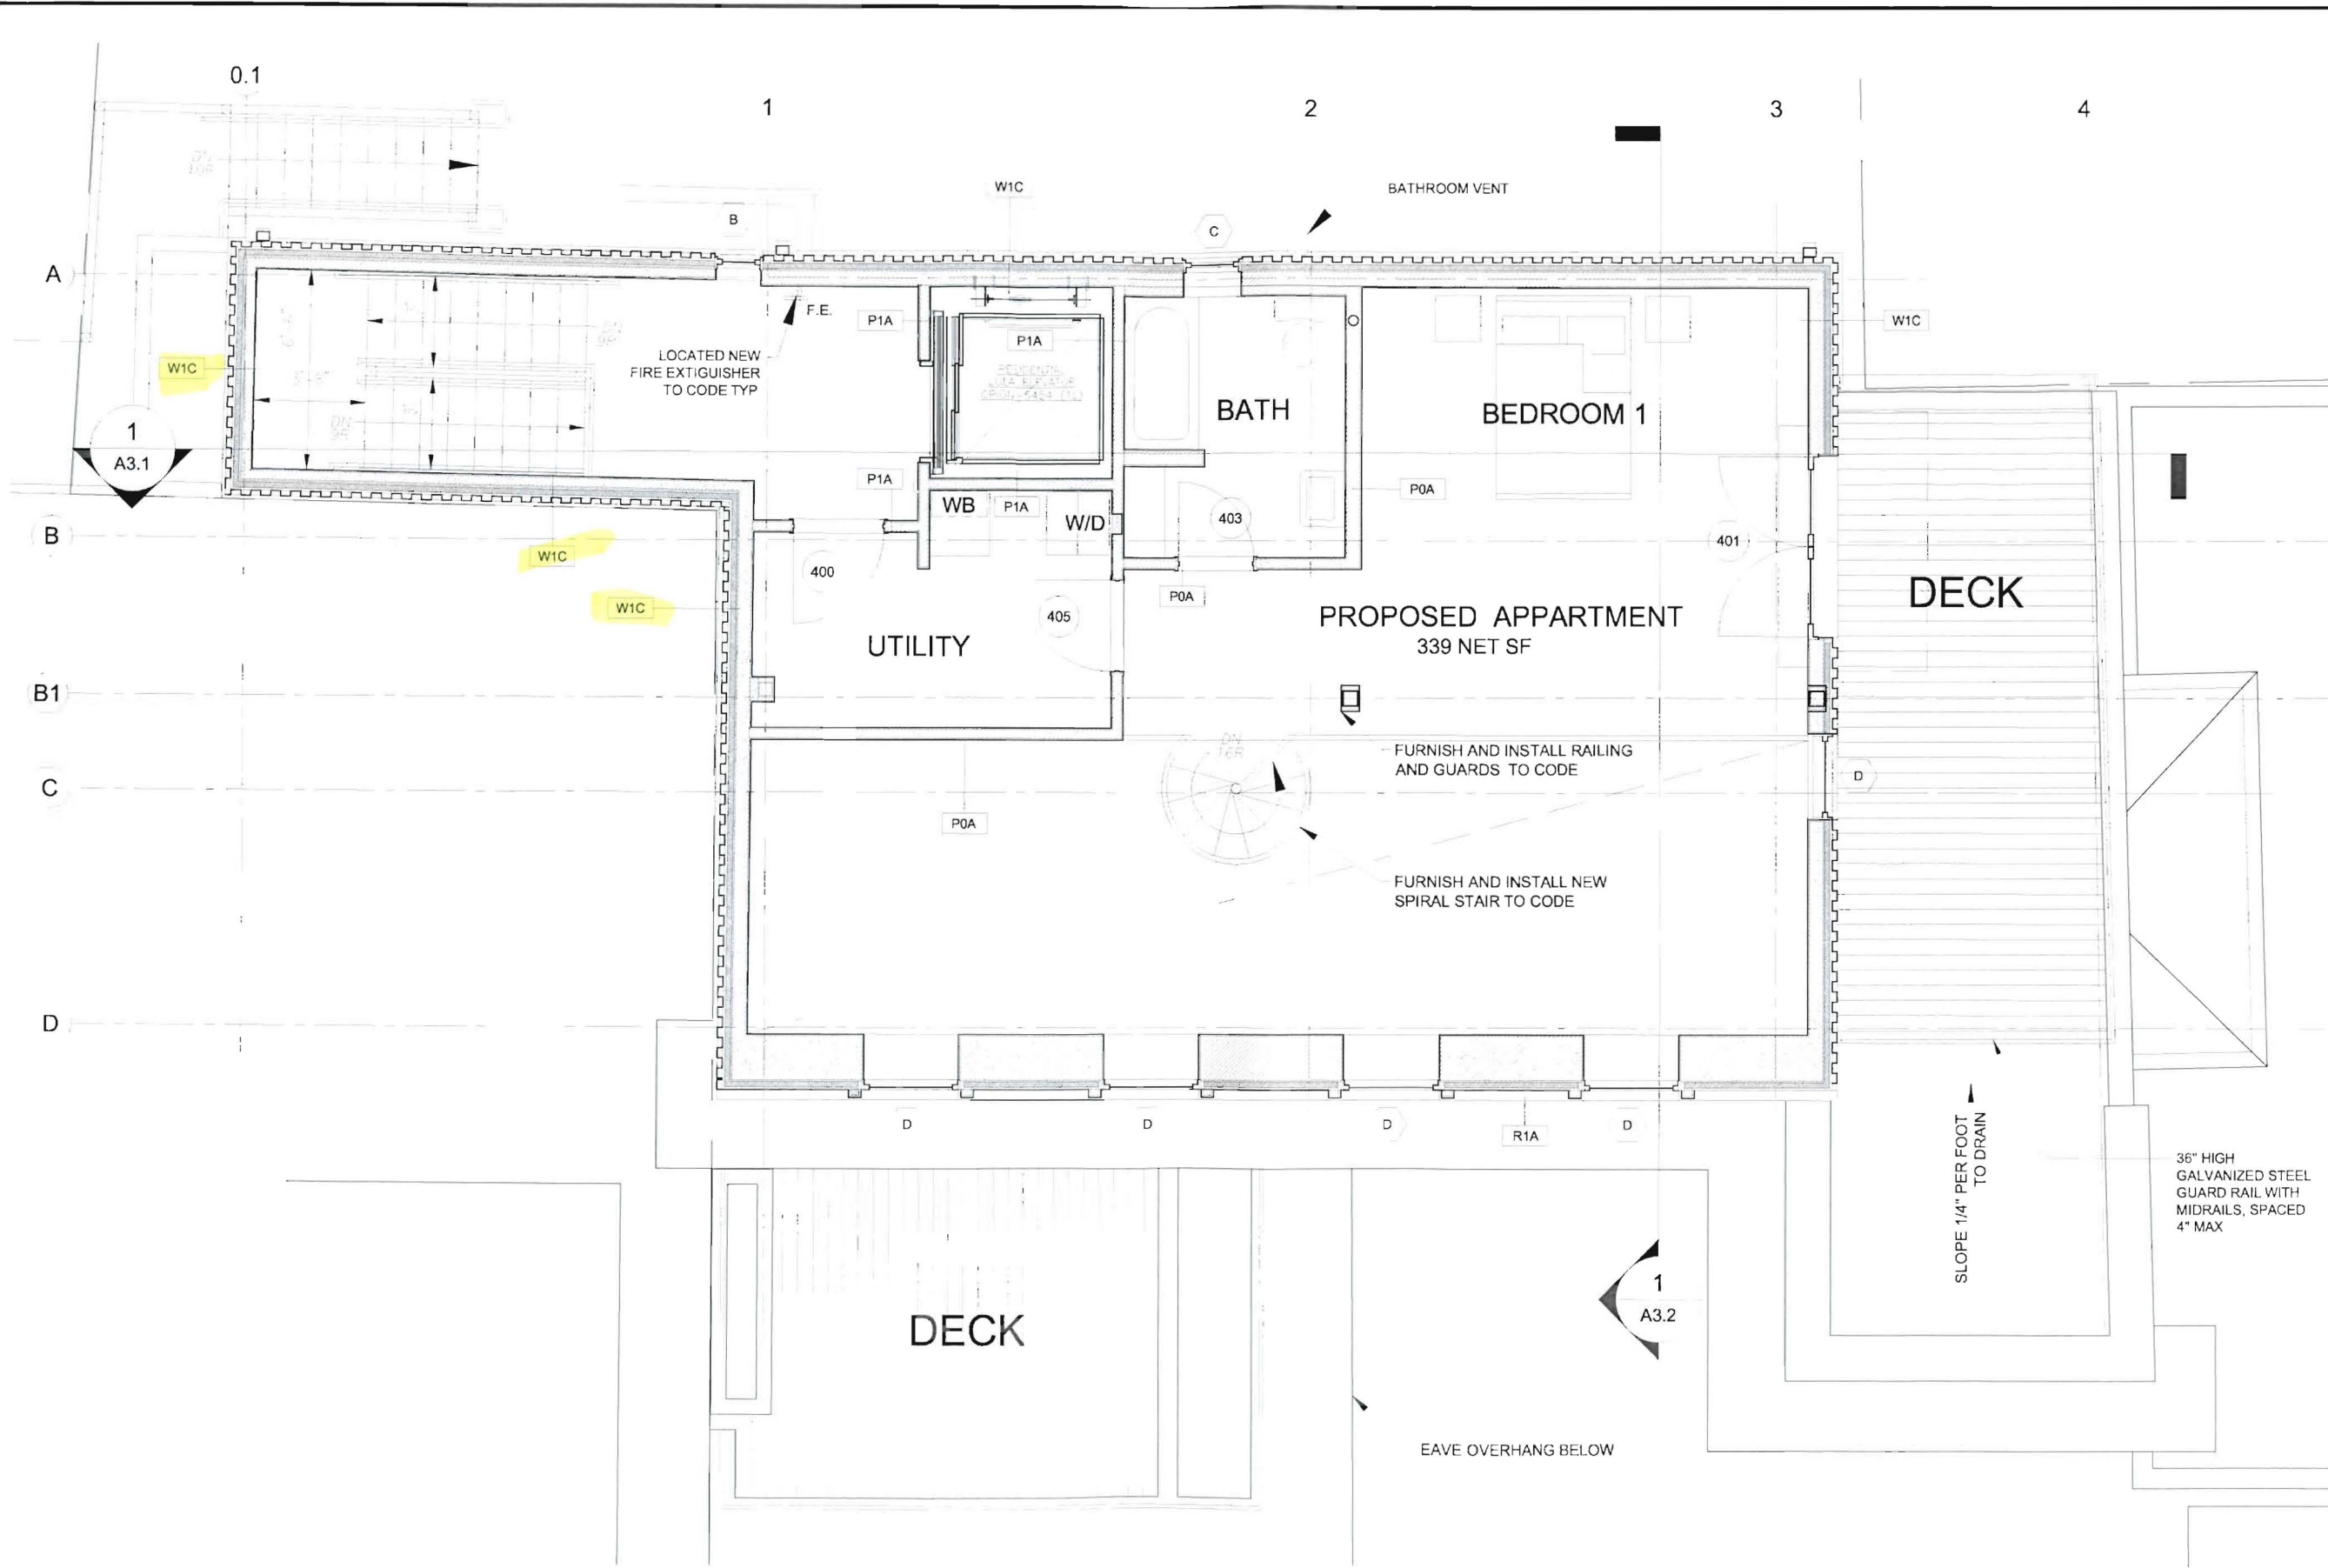 0.1
1
2
3
4
W1C
BATHROOM VENT
B
C
A
F.E.
P1A
P1A
W1C
LOCATED NEW
FIRE EXTIGUISHER
TO CODE TYP
W1C
RESIDENTIAL
BATH
BEDROOM 1
1
A3.1
P1A
P0A
WB
P1A
W/D
403
401
B
W1C
400
DECK
P0A
W1C
405
PROPOSED APPARTMENT
339 NET SF
UTILITY
B1
DN
16R
FURNISH AND INSTALL RAILING
AND GUARDS TO CODE
D
C
P0A
FURNISH AND INSTALL NEW
SPIRAL STAIR TO CODE
D
D
D
D
R1A
D
SLOPE 1/4" PER FOOT
TO DRAIN
36" HIGH
GALVANIZED STEEL
GUARD RAIL WITH
MIDRAILS, SPACED
4" MAX
1
A3.2
DECK
EAVE OVERHANG BELOW